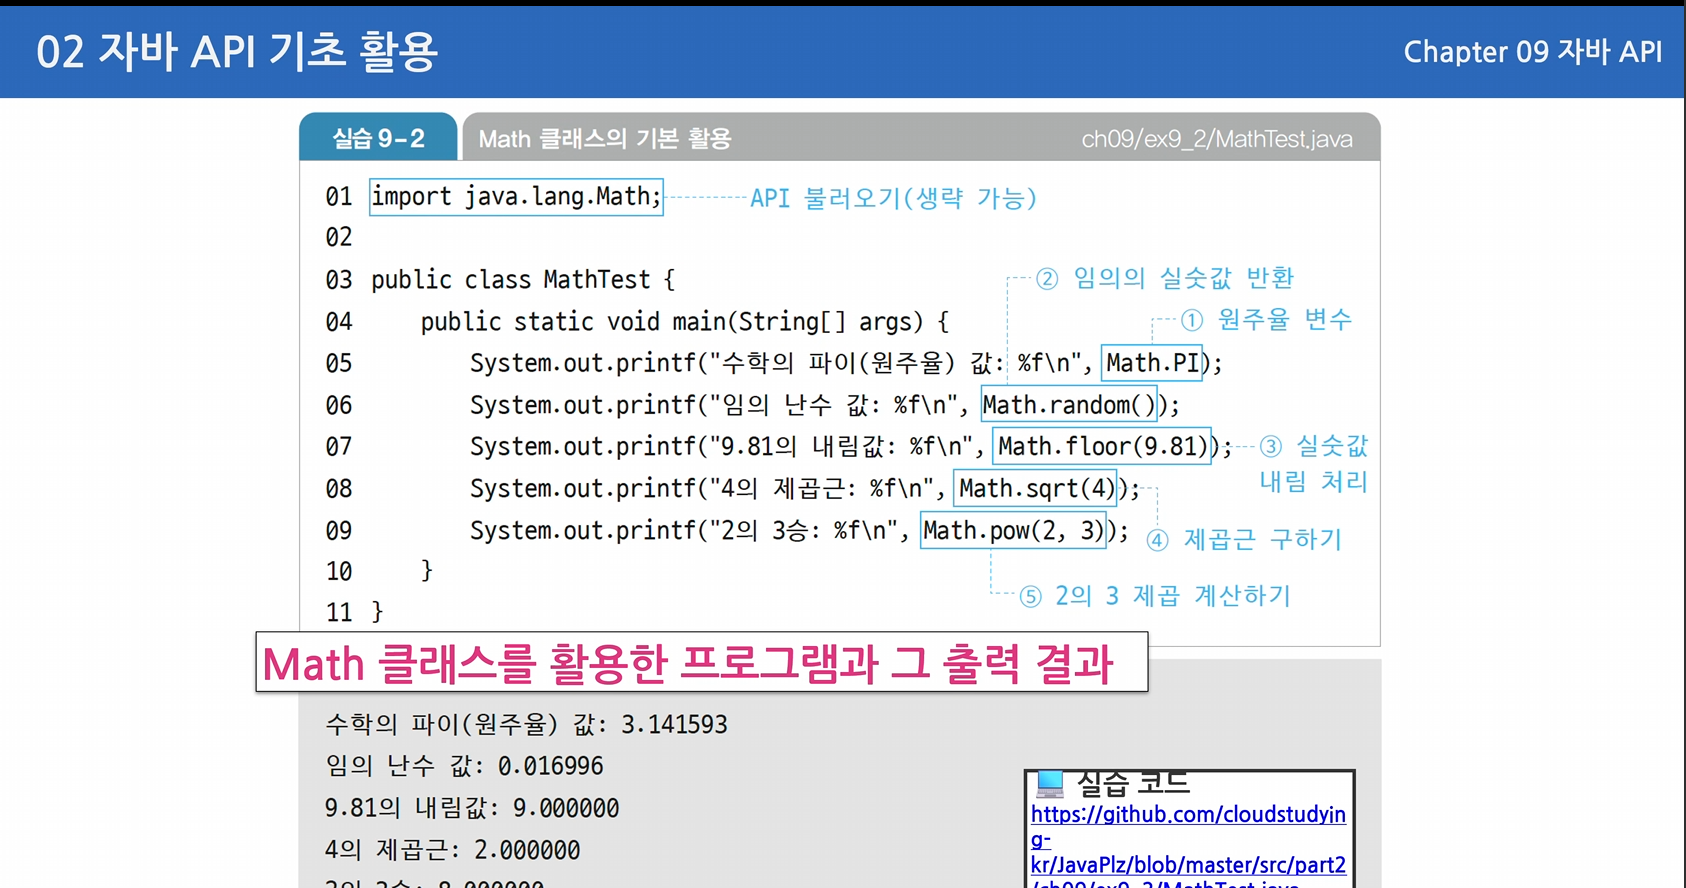 02 자바 API 기초 활용
Chapter 09 자바 API
실습 9-2
Math 클래스의 기본 활용
ch09/ex9_2/MathTest.java
01 import java.lang.Math;
API 불러오기(생략 가능)
02
03 public class MathTest {
② 임의의 실숫값 반환
04 public static void main(String[] args) {
① 원주율 변수
05 System.out.printf("수학의 파이(원주율) 값: %f\n", Math.PI);
06 System.out.printf("임의 난수 값: %f\n", Math.random());
07 System.out.printf("9.81의 내림값: %f\n", Math.floor(9.81));
③ 실숫값
내림 처리
08 System.out.printf("4의 제곱근: %f\n", Math.sqrt(4));
09 System.out.printf("2의 3승: %f\n", Math.pow(2, 3));
④ 제곱근 구하기
10 }
⑤ 2의 3 제곱 계산하기
11 }
Math 클래스를 활용한 프로그램과 그 출력 결과
수학의 파이(원주율) 값: 3.141593
임의 난수 값: 0.016996
9.81의 내림값: 9.000000
4의 제곱근: 2.000000
2의 3승: 8.000000
실습 코드
https://github.com/cloudstudyin
g-
kr/JavaPlz/blob/master/src/part2
/ch09/ex9_2/MathTest.java